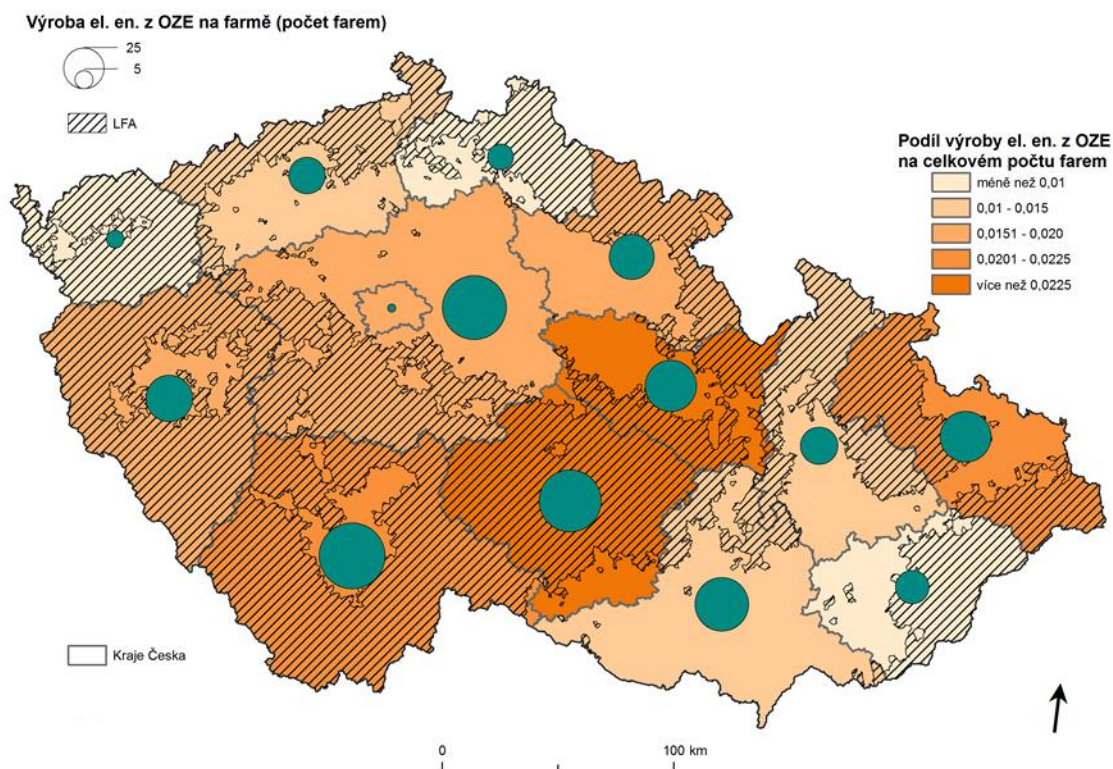 Výroba el. en. z OZE na farmě (počet farem)
25
5
LFA
Podíl výroby el. en. z OZE
na celkovém počtu farem
méně než 0,01
0,01 - 0,015
0,0151 - 0,020
0,0201 - 0,0225
více než 0,0225
Kraje Česka
0
100 km